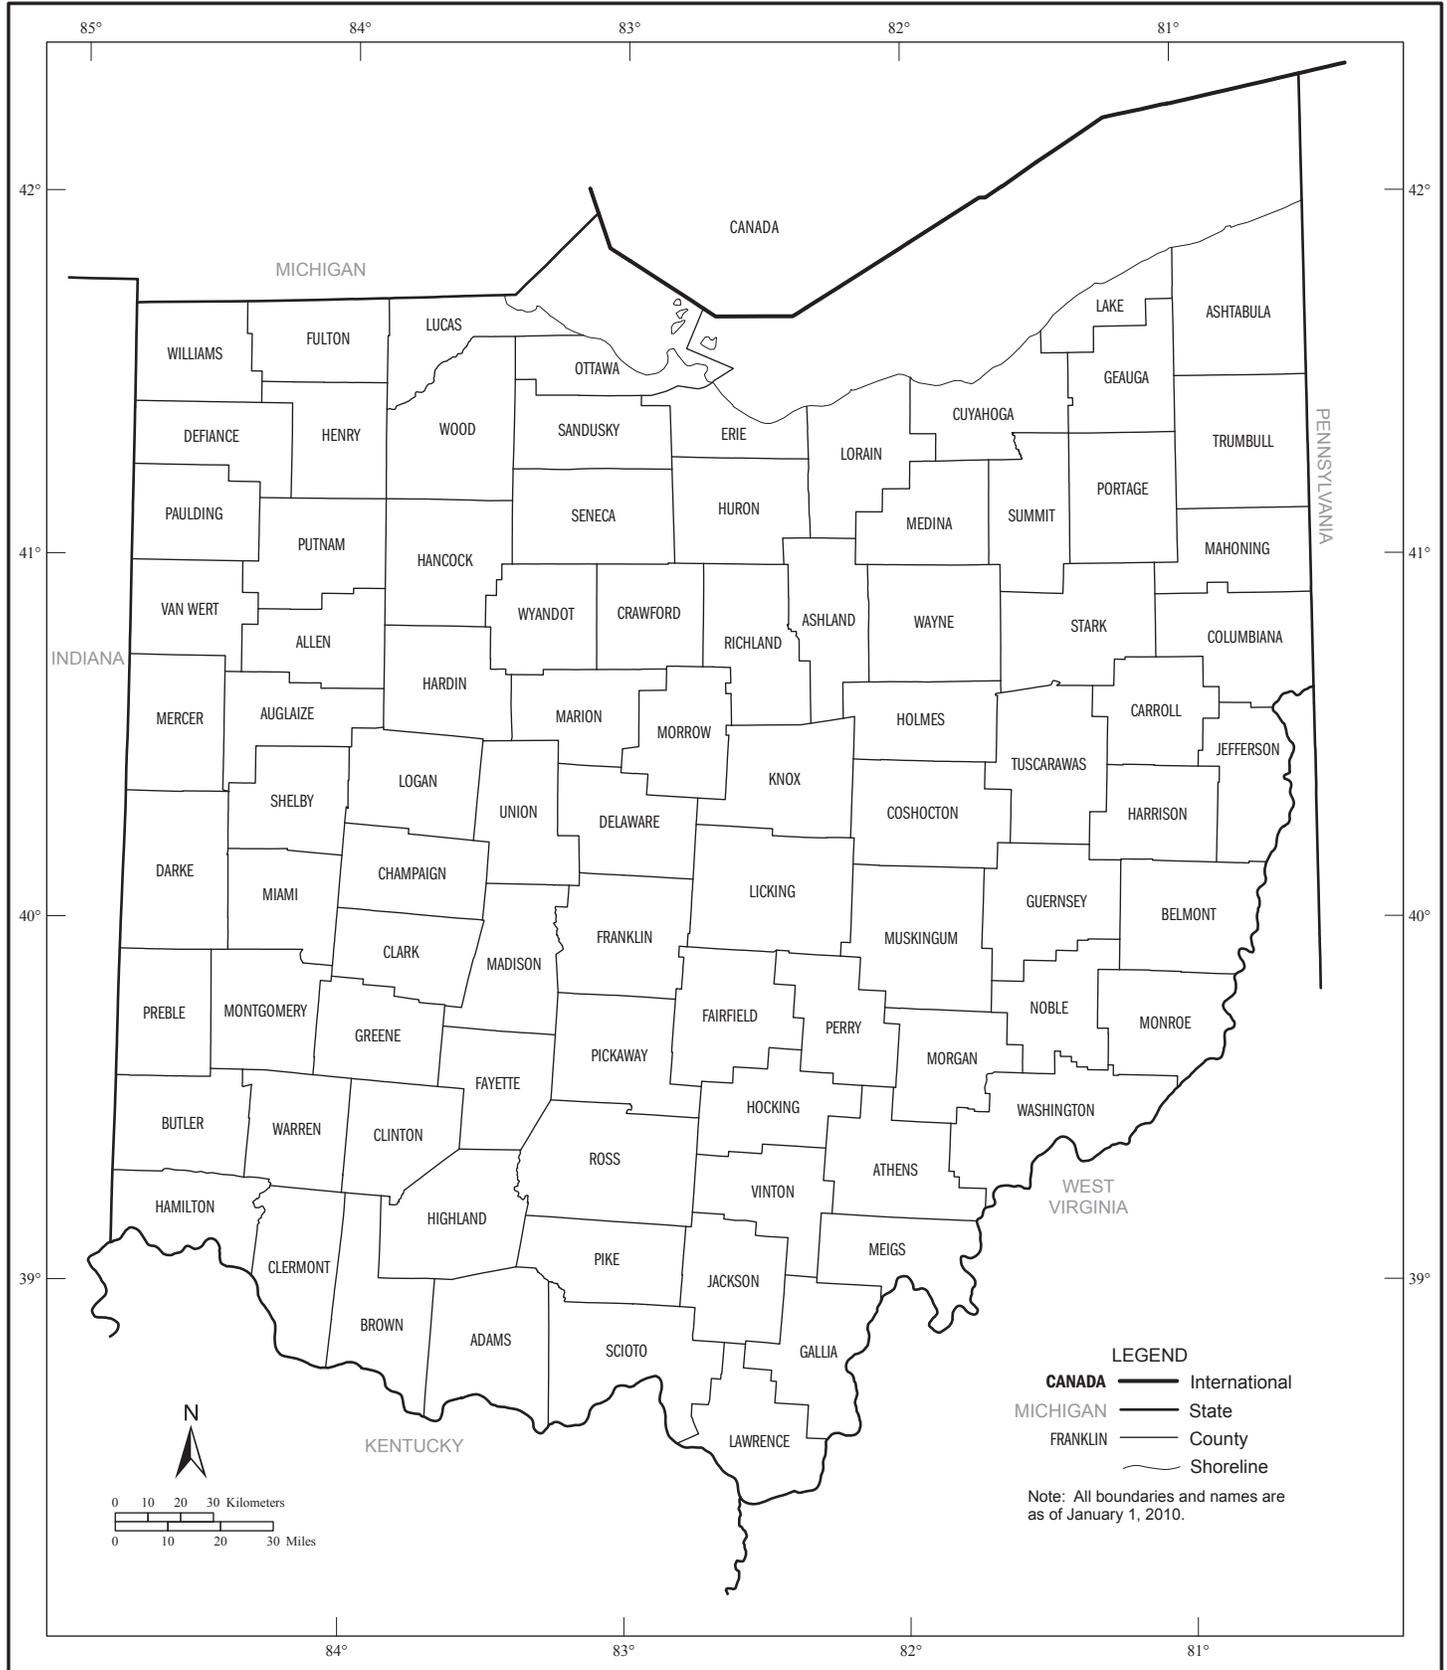 85° 84° 83° 82° 81°
42° 42°
CANADA
MICHIGAN
LAKE
ASHTABULA
LUCAS
FULTON
WILLIAMS
OTTAWA
GEAUGA
CUYAHOGA
PENNSYLVANIA
DEFIANCE
HENRY
WOOD
SANDUSKY
ERIE
LORAIN
TRUMBULL
PORTAGE
PAULDING
SENECA
HURON
MEDINA
SUMMIT
PUTNAM
MAHONING
41° 41°
HANCOCK
VAN WERT
WYANDOT
CRAWFORD
ASHLAND
WAYNE
STARK
COLUMBIANA
ALLEN
RICHLAND
INDIANA
HARDIN
MERCER
AUGLAIZE
MARION
MORROW
HOLMES
CARROLL
JEFFERSON
LOGAN
KNOX
TUSCARAWAS
SHELBY
UNION
DELAWARE
COSHOCTON
HARRISON
DARKE
CHAMPAIGN
MIAMI
LICKING
GUERNSEY
BELMONT
40° 40°
CLARK
FRANKLIN
MUSKINGUM
MADISON
PREBLE
MONTGOMERY
FAIRFIELD
NOBLE
GREENE
PERRY
MONROE
PICKAWAY
MORGAN
FAYETTE
HOCKING
WASHINGTON
BUTLER
WARREN
CLINTON
ROSS
ATHENS
VINTON
WEST
VIRGINIA
HAMILTON
HIGHLAND
MEIGS
PIKE
CLERMONT
39° 39°
JACKSON
BROWN
ADAMS
SCIOTO
GALLIA
LAWRENCE
KENTUCKY
LEGEND
CANADA International
MICHIGAN State
FRANKLIN County
Shoreline
Note: All boundaries and names are
as of January 1, 2010.
N
0 10 20 30 Kilometers
0 10 20 30 Miles
84° 83° 82° 81°